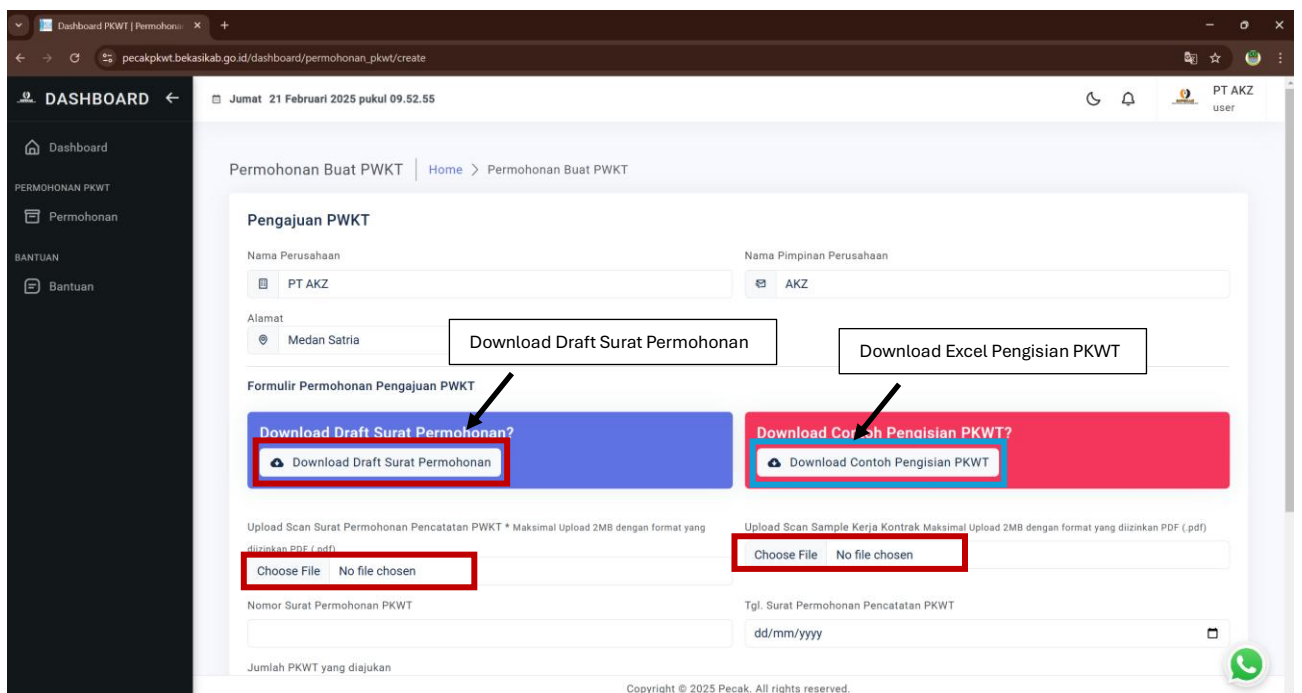 Dashboard PKWT | Permohona
pecakpkwt.bekasikab.go.id/dashboard/permohonan_pkwt/create
DASHBOARD
Jumat 21 Februari 2025 pukul 09.52.55
PT AKZ
user
Dashboard
PERMOHONAN PKWT
Permohonan
BANTUAN
Bantuan
Permohonan Buat PWKT Home > Permohonan Buat PWKT
Pengajuan PWKT
Nama Perusahaan
Nama Pimpinan Perusahaan
PT AKZ
AKZ
Alamat
Medan Satria
Download Draft Surat Permohonan
Download Excel Pengisian PKWT
Formulir Permohonan Pengajuan PWKT
Download Draft Surat Permohonan?
Download Draft Surat Permohonan
Download Contoh Pengisian PKWT?
Download Contoh Pengisian PKWT
Upload Scan Surat Permohonan Pencatatan PWKT * Maksimal Upload 2MB dengan format yang
diizinkan PDF (.pdf)
Choose File No file chosen
Upload Scan Sample Kerja Kontrak Maksimal Upload 2MB dengan format yang diizinkan PDF (.pdf)
Choose File No file chosen
Nomor Surat Permohonan PKWT
Tgl. Surat Permohonan Pencatatan PKWT
dd/mm/yyyy
Jumlah PKWT yang diajukan
Copyright © 2025 Pecak. All rights reserved.